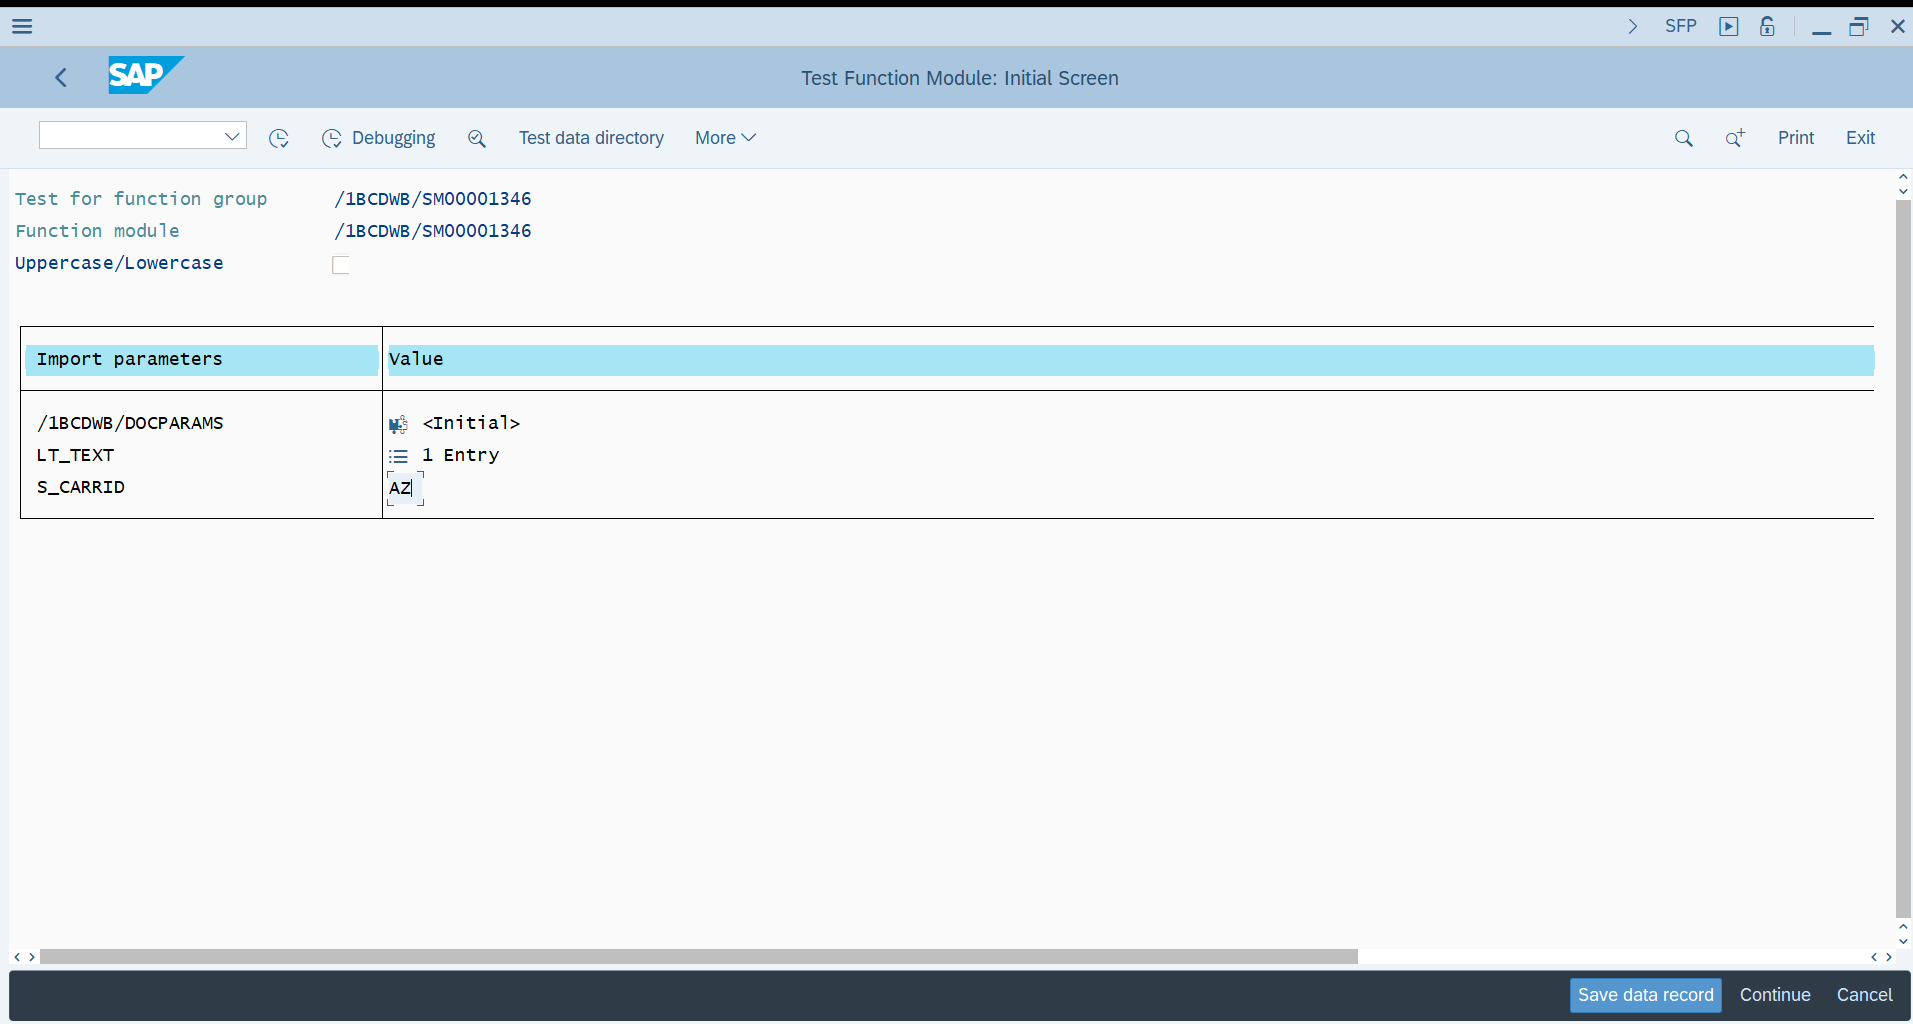 SFP
SAP
Test Function Module: Initial Screen
Debugging
Test data directory
More
Print
Exit
Test for function group /1BCDWB/SM00001346
Function module /1BCDWB/SM00001346
Uppercase/Lowercase
Import parameters Value
/1BCDWB/DOCPARAMS <Initial>
LT_TEXT 1 Entry
S_CARRID AZ
Save data record
Continue
Cancel